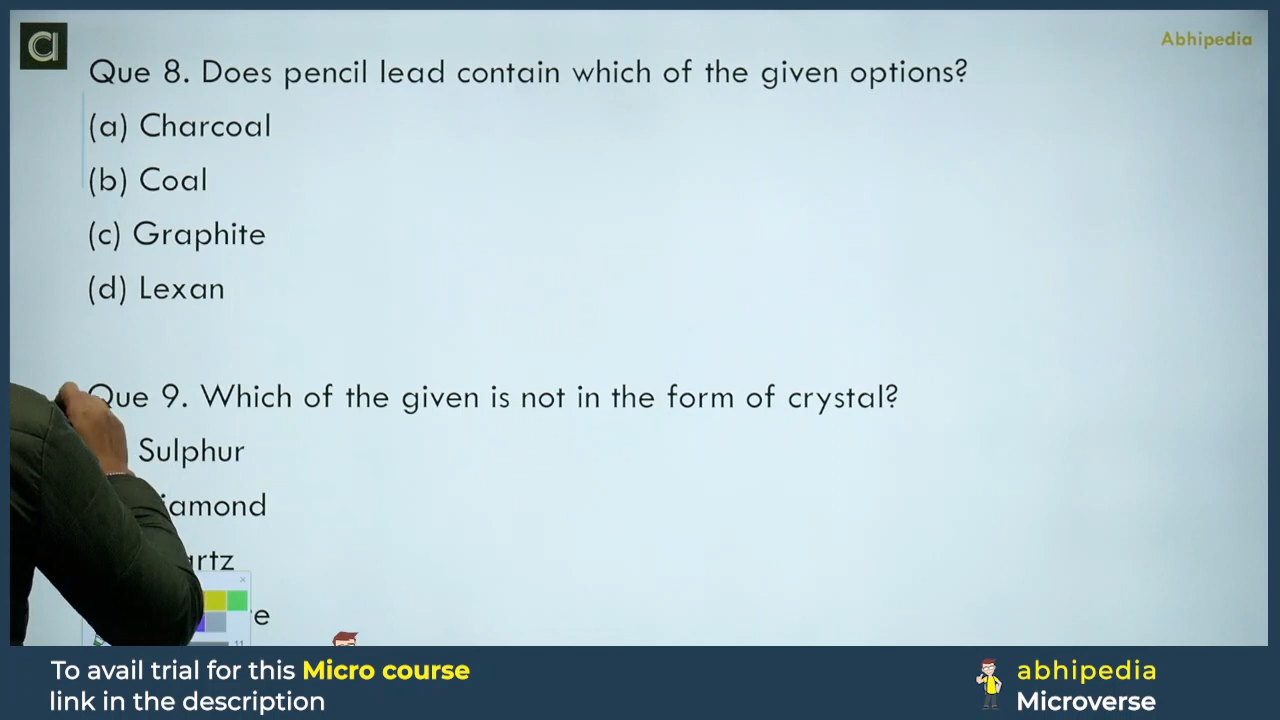 Abhipedia
Que 8. Does pencil lead contain which of the given options?
(a) Charcoal
(b) Coal
(c) Graphite
(d) Lexan
Que 9. Which of the given is not in the form of crystal?
Sulphur
To avail trial for this Micro course
link in the description
abhipedia
Microverse